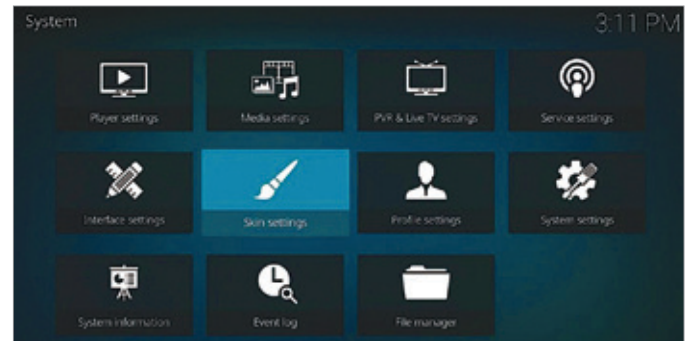 System 3:11 PM
Player settings Media settings PVR & Live TV settings Service settings
Interface settings Skin settings Profile settings System settings
System information Event log File manager